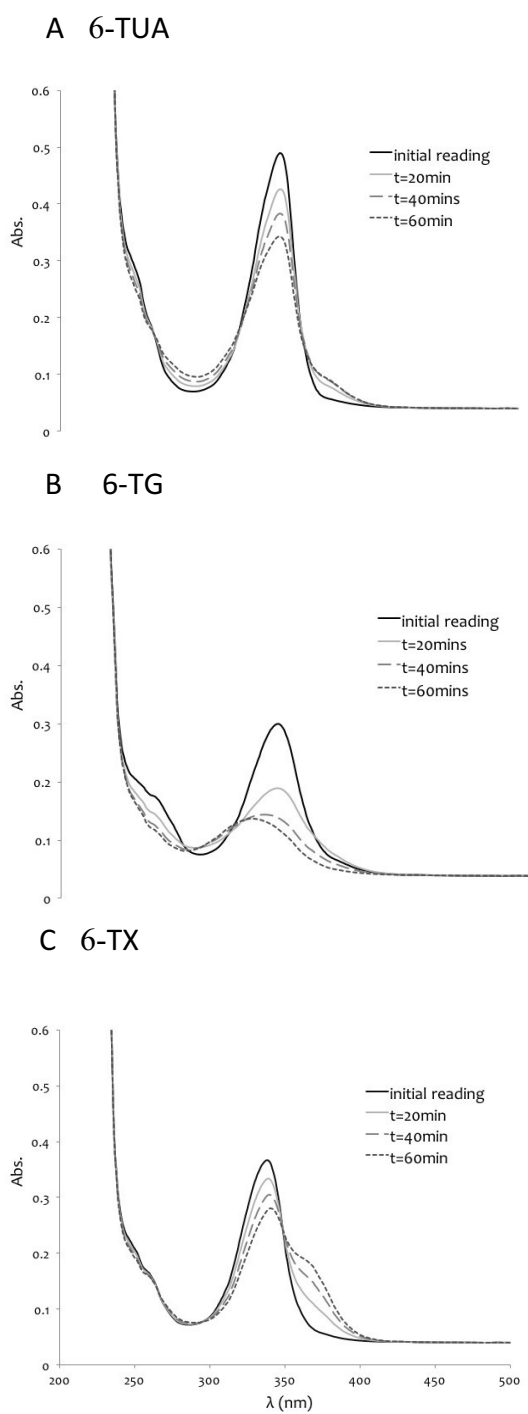 A 6-TUA
0.6
0.5
0.4
0.3
0.2
0.1
0
Abs.
initial reading
t=20min
t=40mins
t=60min
B 6-TG
0.6
0.5
0.4
0.3
0.2
0.1
0
Abs.
initial reading
t=20mins
t=40mins
t=60mins
C 6-TX
0.6
0.5
0.4
0.3
0.2
0.1
0
Abs.
initial reading
t=20min
t=40min
t=60min
200 250 300 350 400 450 500
λ (nm)